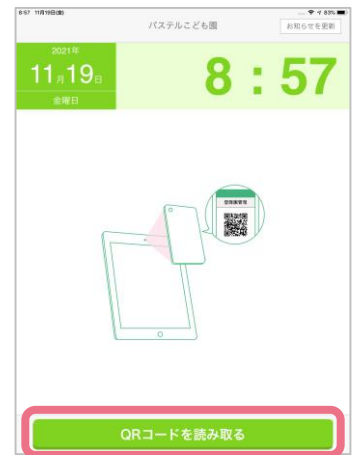 8:57 11月19日(金)
83%
パステルこども園
お知らせを更新
2021年
11月19日
金曜日
8:57
QRコードを読み取る